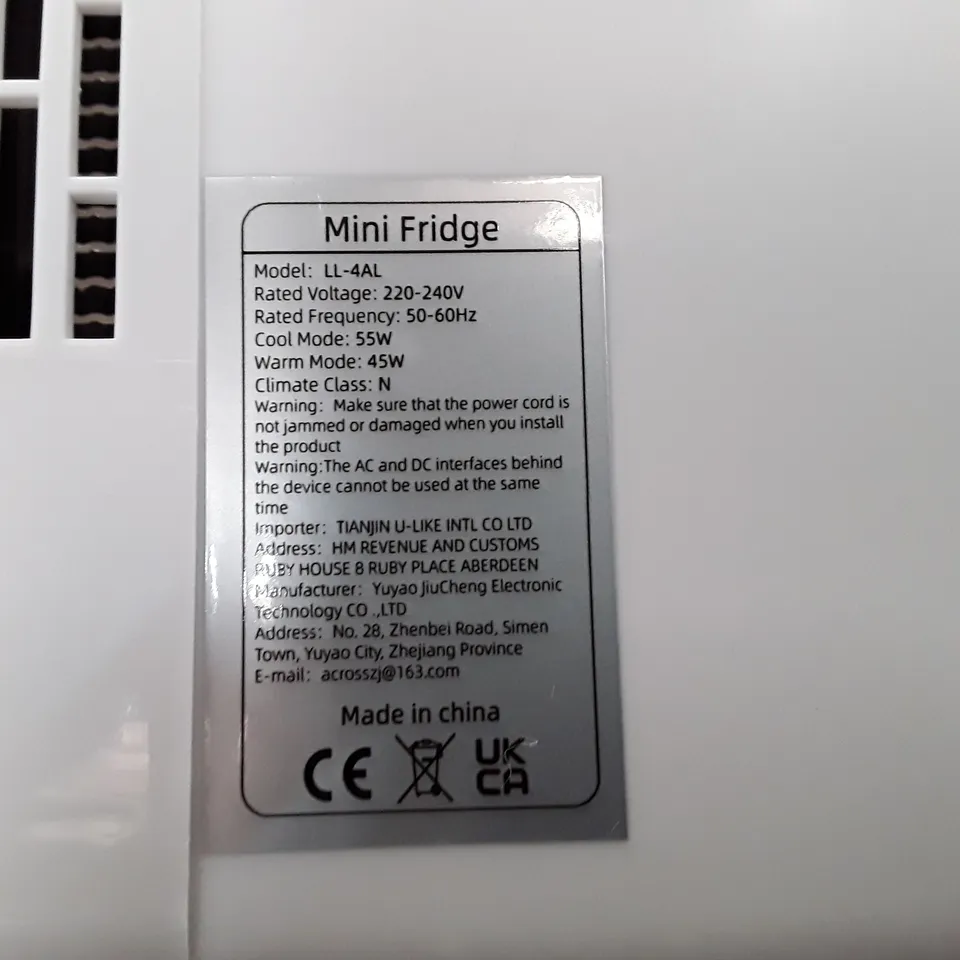 Mini Fridge
Model: LL-4AL
Rated Voltage: 220-240V
Rated Frequency: 50-60Hz
Cool Mode: 55W
Warm Mode: 45W
Climate Class: N
Warning: Make sure that the power cord is
not jammed or damaged when you install
the product
Warning:The AC and DC interfaces behind
the device cannot be used at the same
time
Importer: TIANJIN U-LIKE INTL CO LTD
Address: HM REVENUE AND CUSTOMS
RUBY HOUSE 8 RUBY PLACE ABERDEEN
Manufacturer: Yuyao JiuCheng Electronic
Technology CO .,LTD
Address: No. 28, Zhenbei Road, Simen
Town, Yuyao City, Zhejiang Province
E-mail: acrosszj@163.com
Made in china
CE UK
CA